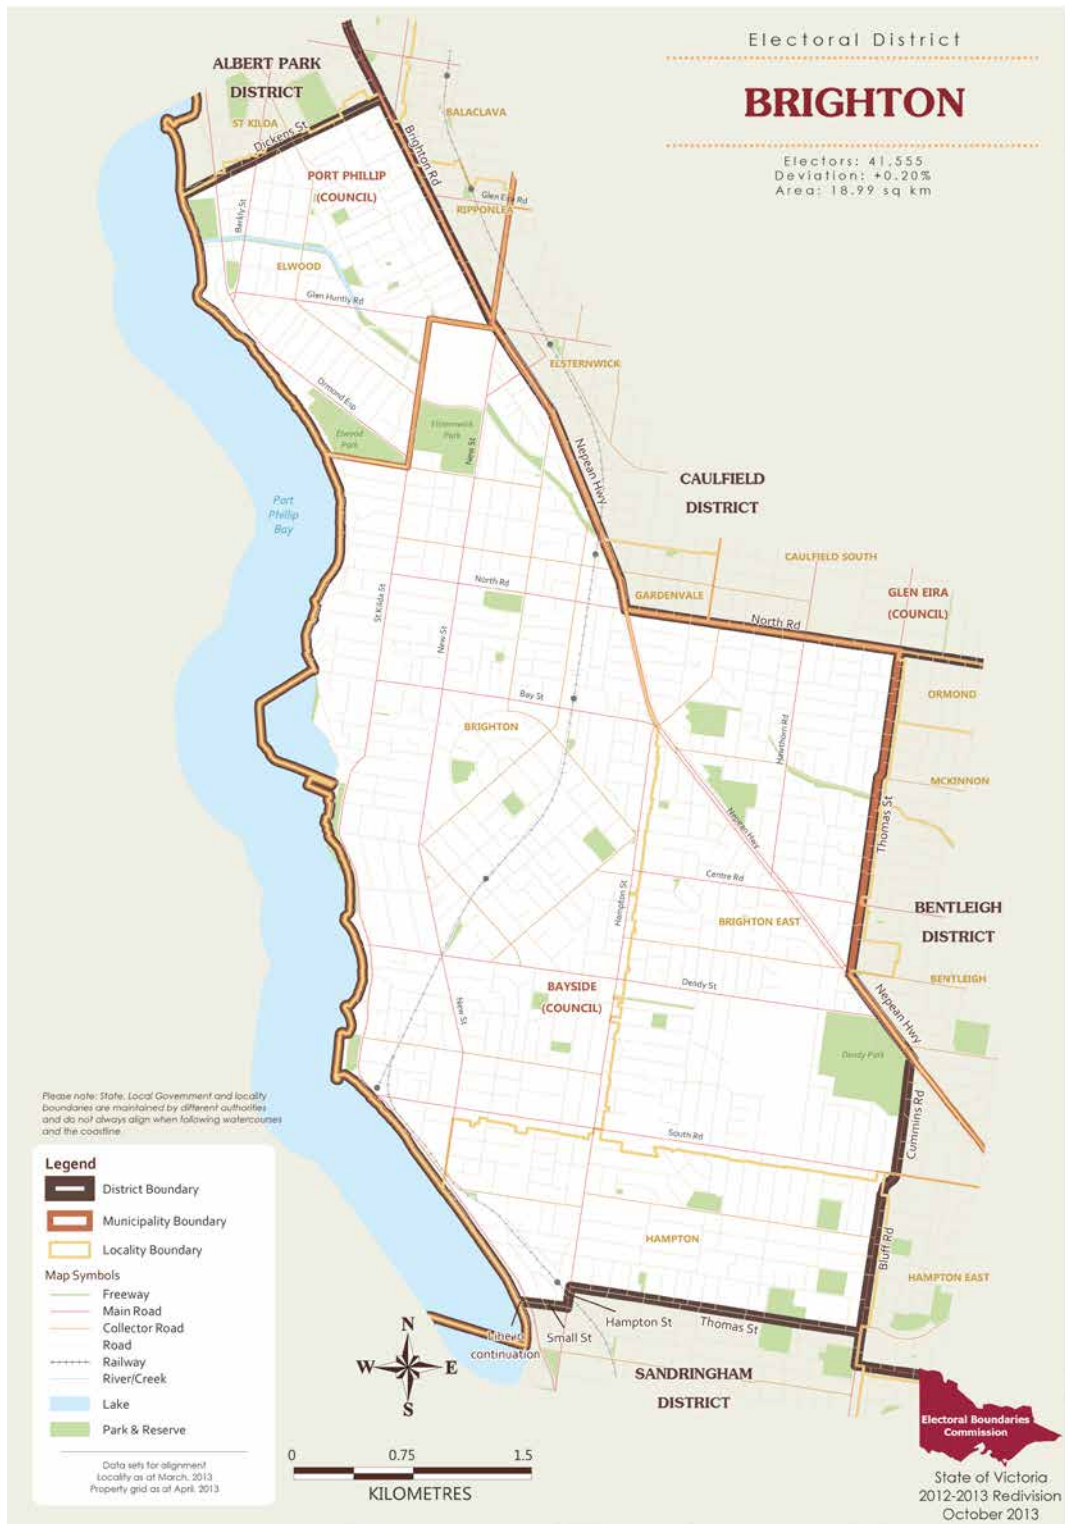 Electoral District
BRIGHTON
Electors: 41,555
Deviation: +0.20%
Area: 18.99 sq km
ALBERT PARK
DISTRICT
ST KILDA
Dickens St
BALACLAVA
Brighton Rd
PORT PHILLIP
(COUNCIL)
Glen Eira Rd
RIPPONLEA
Barkly St
ELWOOD
Glen Huntly Rd
ELSTERNWICK
Ormond Esp
Elwood
Park
Elsternwick
Park
New St
Nepean Hwy
CAULFIELD
DISTRICT
Port
Phillip
Bay
CAULFIELD SOUTH
North Rd
GARDENVALE
GLEN EIRA
(COUNCIL)
St Kilda St
North Rd
New St
ORMOND
Bay St
BRIGHTON
Hawthorn Rd
MCKINNON
Thomas St
Nepean Hwy
Centre Rd
Hampton St
BRIGHTON EAST
BENTLEIGH
DISTRICT
BENTLEIGH
BAYSIDE
(COUNCIL)
Dendy St
New St
Nepean Hwy
Dendy Park
Cummins Rd
South Rd
HAMPTON
Bluff Rd
HAMPTON EAST
Hampton St
Thomas St
Small St
Line in
continuation
SANDRINGHAM
DISTRICT
Please note: State, Local Government and locality
boundaries are maintained by different authorities
and do not always align when following watercourses
and the coastline
Legend
District Boundary
Municipality Boundary
Locality Boundary
Map Symbols
Freeway
Main Road
Collector Road
Road
Railway
River/Creek
Lake
Park & Reserve
Data sets for alignment
Locality as at March, 2013
Property grid as at April, 2013
N
W
E
S
0 0.75 1.5
KILOMETRES
Electoral Boundaries
Commission
State of Victoria
2012-2013 Redivision
October 2013